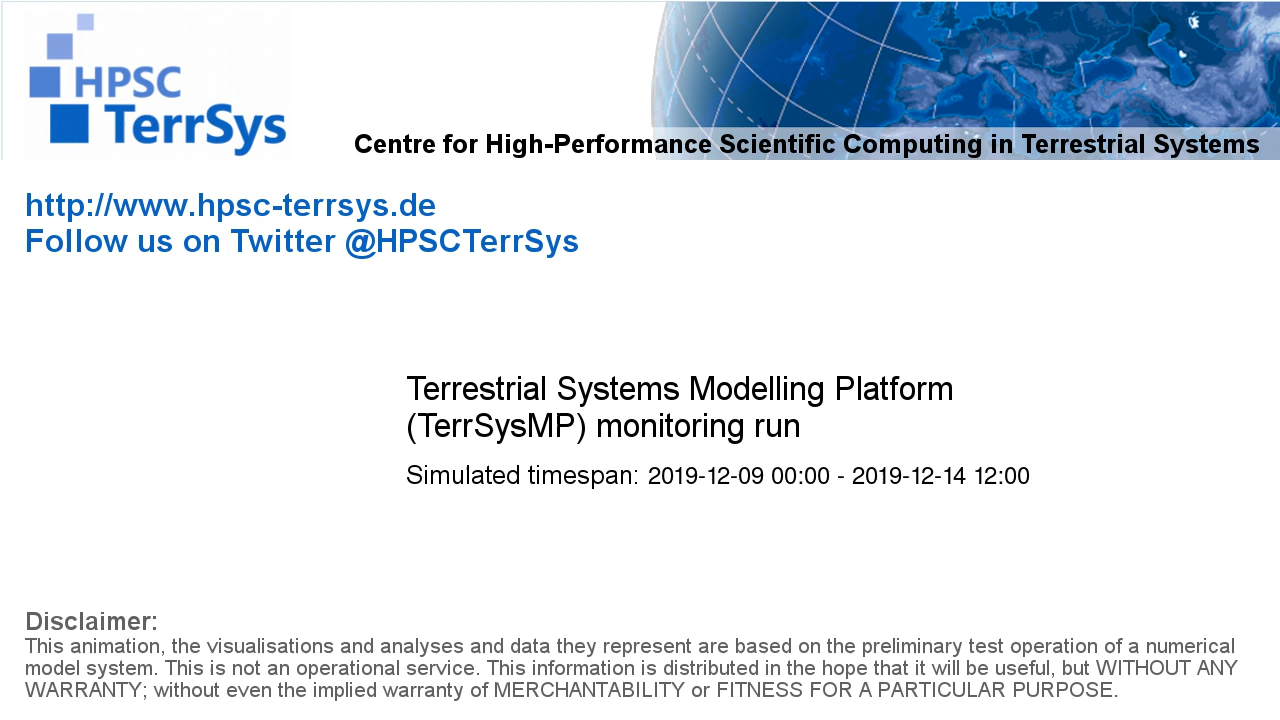 HPSC
TerrSys
Centre for High-Performance Scientific Computing in Terrestrial Systems
http://www.hpsc-terrsys.de
Follow us on Twitter @HPSCTerrSys
Terrestrial Systems Modelling Platform
(TerrSysMP) monitoring run
Simulated timespan: 2019-12-09 00:00 - 2019-12-14 12:00
Disclaimer:
This animation, the visualisations and analyses and data they represent are based on the preliminary test operation of a numerical
model system. This is not an operational service. This information is distributed in the hope that it will be useful, but WITHOUT ANY
WARRANTY; without even the implied warranty of MERCHANTABILITY or FITNESS FOR A PARTICULAR PURPOSE.